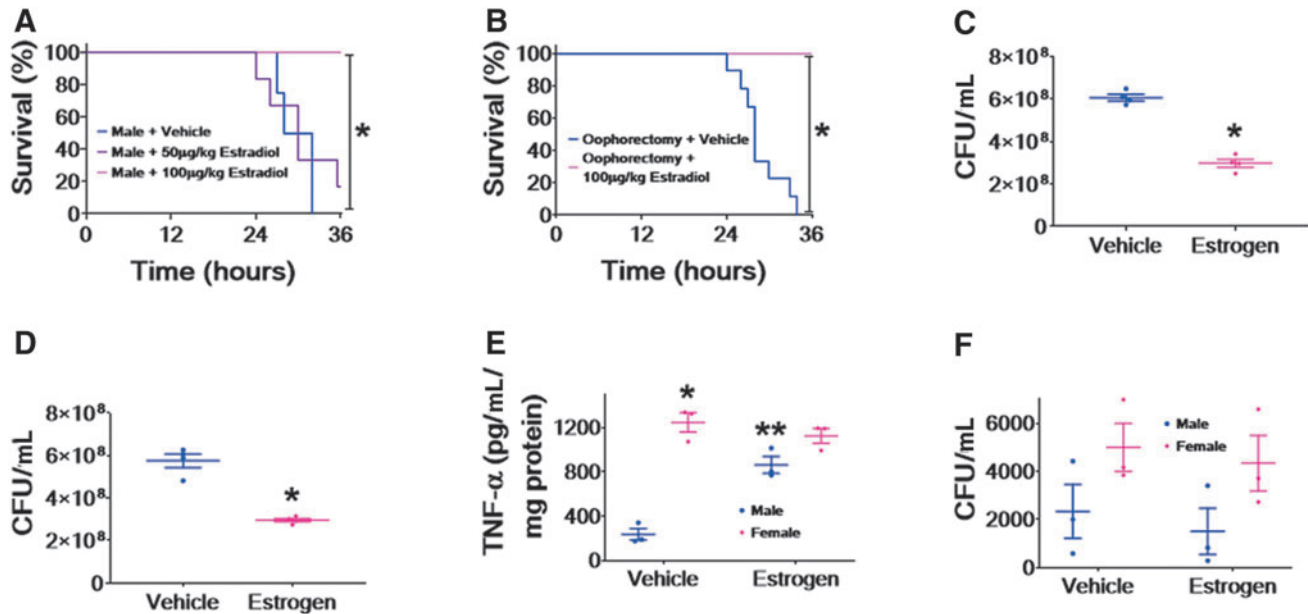 A
Survival (%)
100
80
60
40
20
0
Male + Vehicle
Male + 50µg/kg Estradiol
Male + 100µg/kg Estradiol
*
0 12 24 36
Time (hours)
B
Survival (%)
100
80
60
40
20
0
Oophorectomy + Vehicle
Oophorectomy +
100µg/kg Estradiol
*
0 12 24 36
Time (hours)
C
CFU/mL
8×10⁸
6×10⁸
4×10⁸
2×10⁸
0
*
Vehicle Estrogen
D
CFU/mL
8×10⁸
6×10⁸
4×10⁸
2×10⁸
0
*
Vehicle Estrogen
E
TNF-α (pg/mL/
mg protein)
1200
800
400
0
*
**
Male
Female
Vehicle Estrogen
F
CFU/mL
6000
4000
2000
0
Male
Female
Vehicle Estrogen